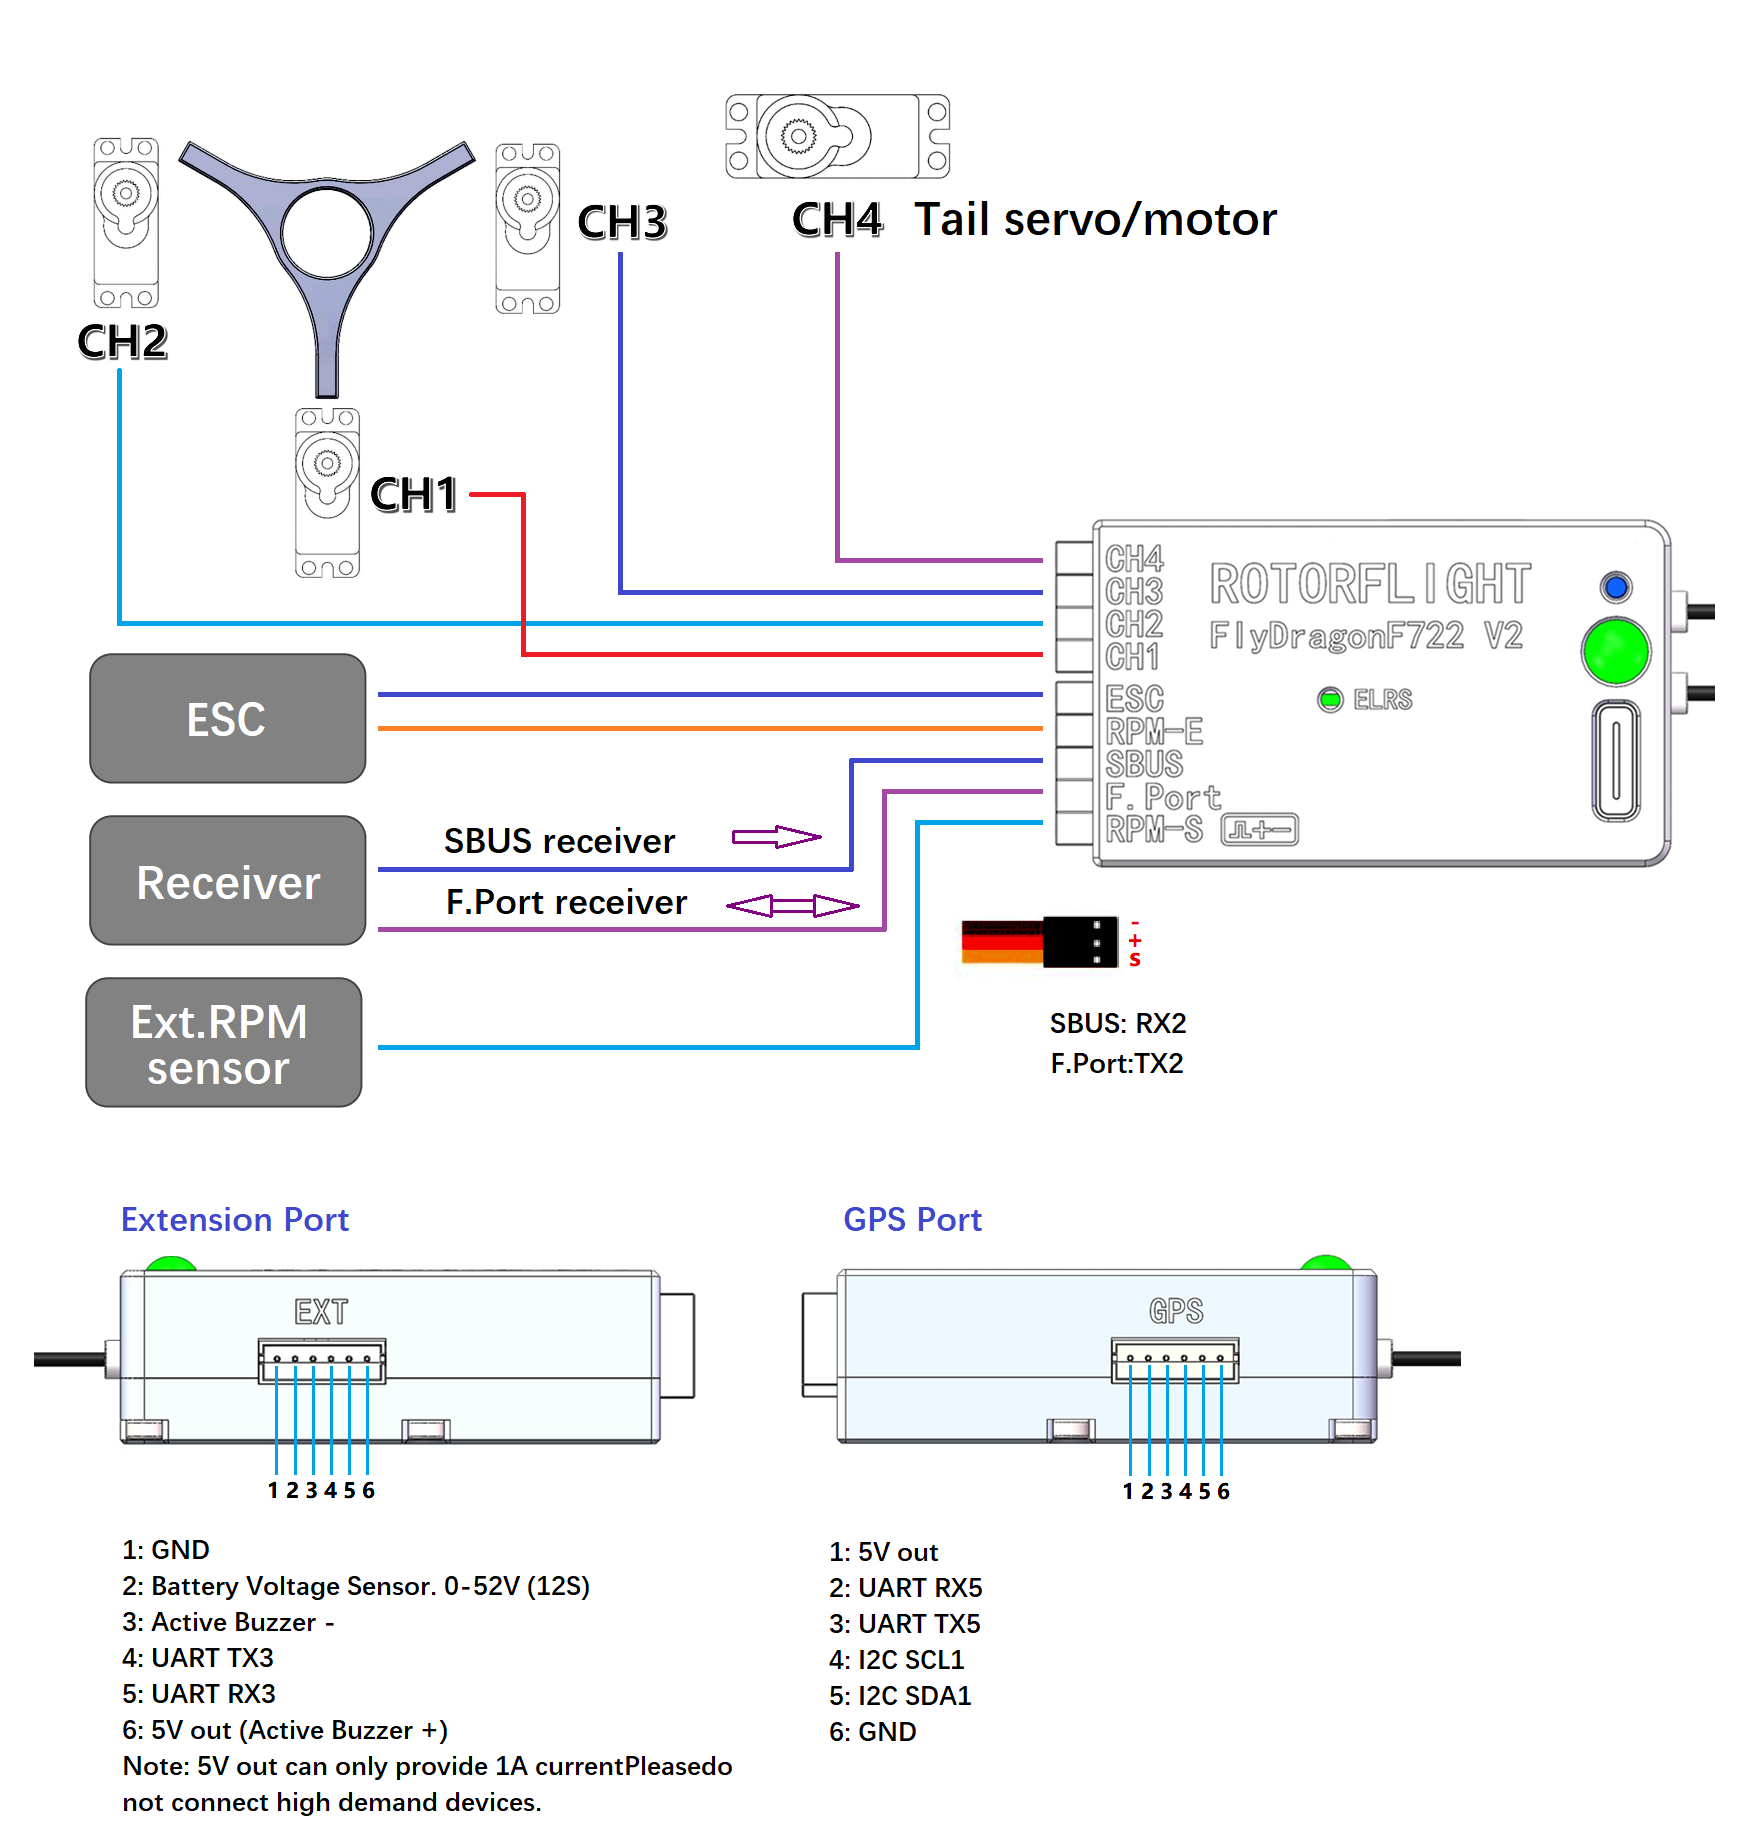 CH3
CH4 Tail servo/motor
CH2
CH1
CH4
CH3
CH2
CH1
ESC
RPM-E
SBUS
F.Port
RPM-S
ROTORFLIGHT
FlyDragonF722 V2
ELRS
ESC
Receiver
SBUS receiver
F.Port receiver
Ext.RPM
sensor
-
+
s
SBUS: RX2
F.Port:TX2
Extension Port
EXT
1 2 3 4 5 6
1: GND
2: Battery Voltage Sensor. 0-52V (12S)
3: Active Buzzer -
4: UART TX3
5: UART RX3
6: 5V out (Active Buzzer +)
Note: 5V out can only provide 1A currentPleasedo
not connect high demand devices.
GPS Port
GPS
1 2 3 4 5 6
1: 5V out
2: UART RX5
3: UART TX5
4: I2C SCL1
5: I2C SDA1
6: GND